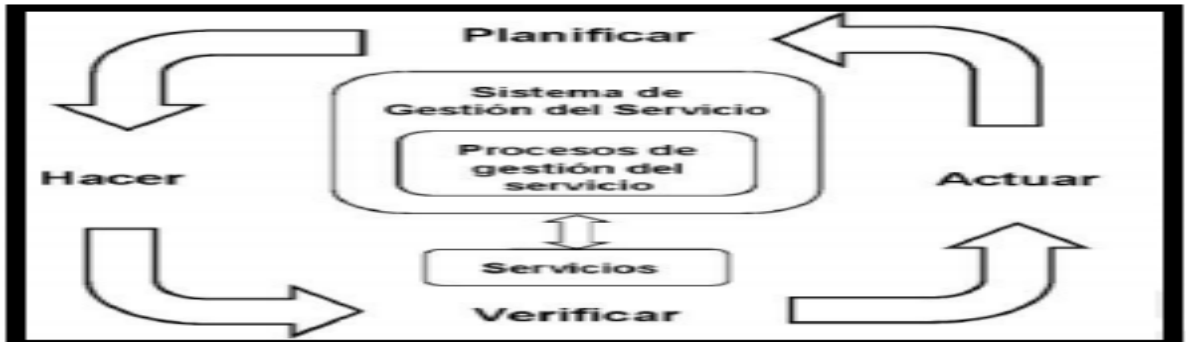 Planificar
Sistema de
Gestión del Servicio
Procesos de
gestión del
servicio
Hacer
Actuar
Servicios
Verificar